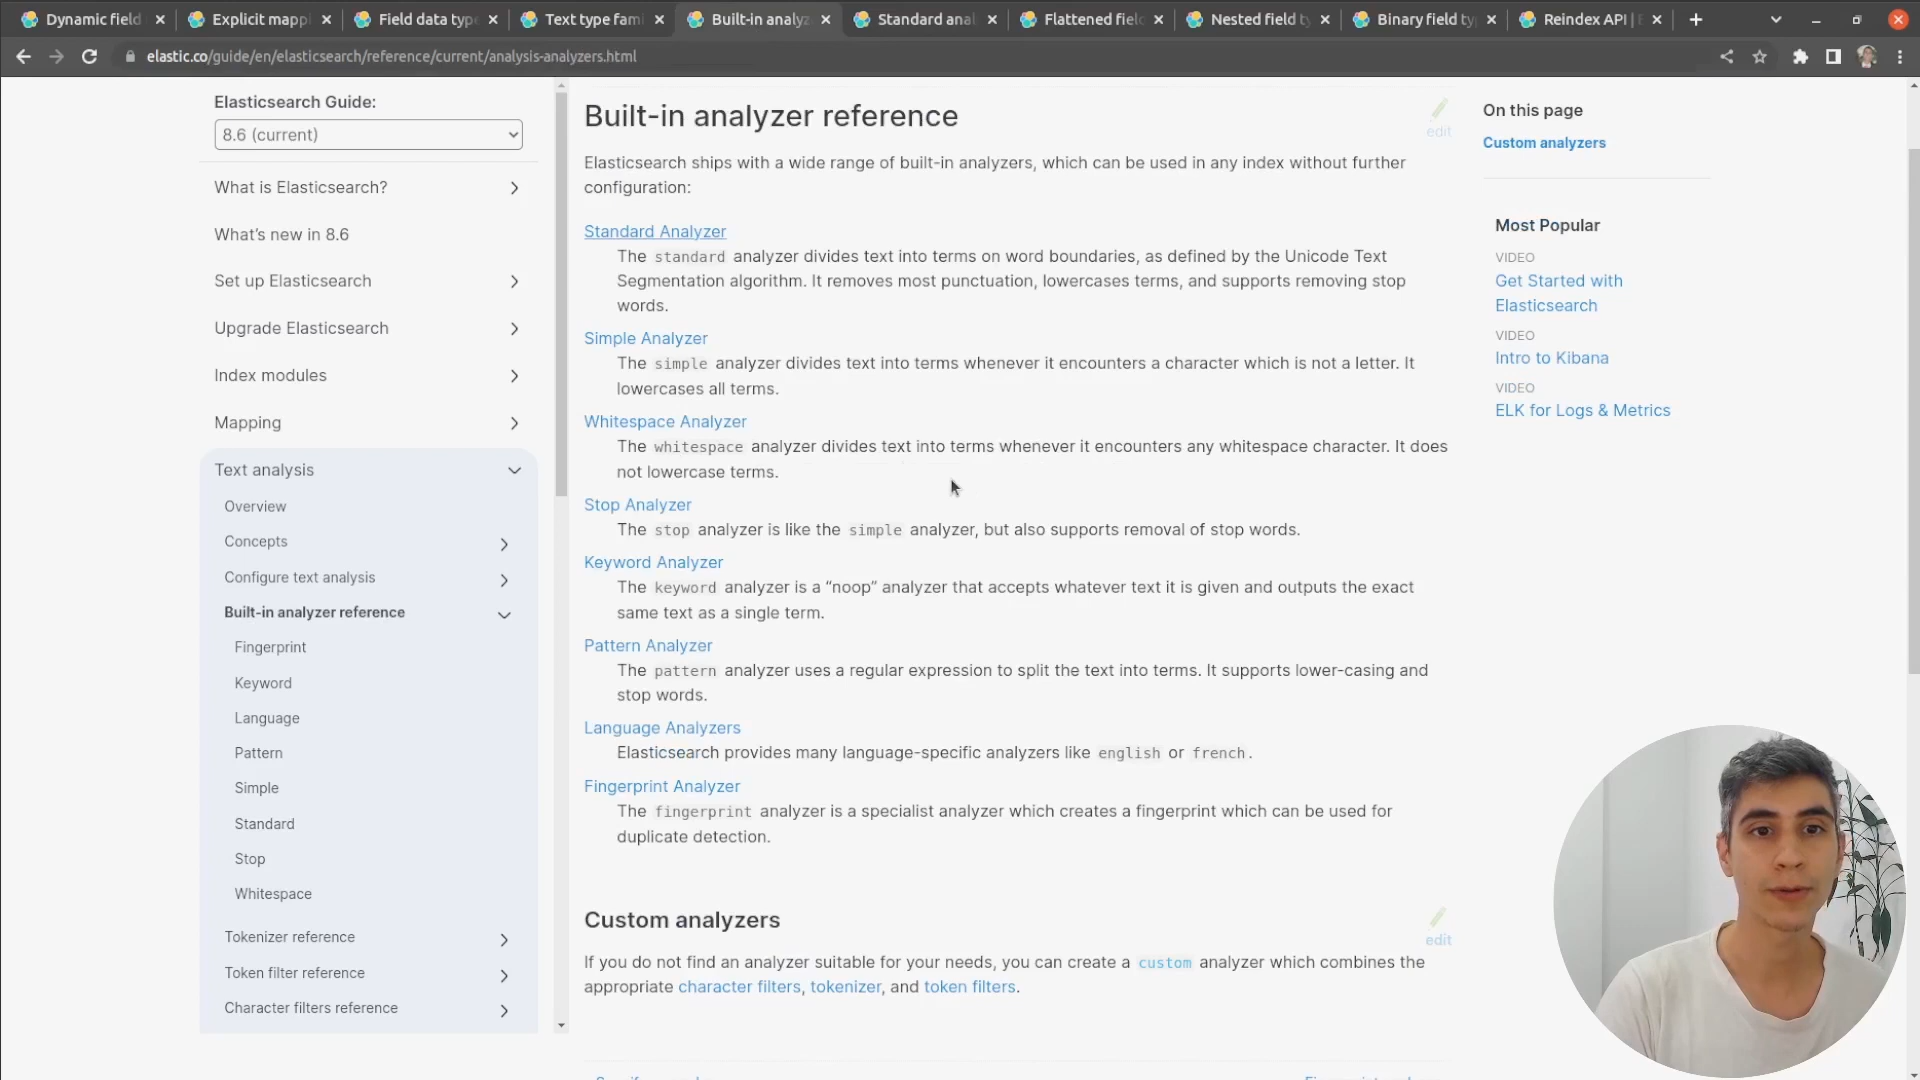 Dynamic field
Explicit mapp
Field data typ
Text type fam
Built-in analyz
Standard ana
Flattened fiel
Nested field t
Binary field ty
Reindex API | E
elastic.co/guide/en/elasticsearch/reference/current/analysis-analyzers.html
Elasticsearch Guide:
8.6 (current)
What is Elasticsearch?
What's new in 8.6
Set up Elasticsearch
Upgrade Elasticsearch
Index modules
Mapping
Text analysis
Overview
Concepts
Configure text analysis
Built-in analyzer reference
Fingerprint
Keyword
Language
Pattern
Simple
Standard
Stop
Whitespace
Tokenizer reference
Token filter reference
Character filters reference
Built-in analyzer reference
edit
Elasticsearch ships with a wide range of built-in analyzers, which can be used in any index without further
configuration:
Standard Analyzer
The standard analyzer divides text into terms on word boundaries, as defined by the Unicode Text
Segmentation algorithm. It removes most punctuation, lowercases terms, and supports removing stop
words.
Simple Analyzer
The simple analyzer divides text into terms whenever it encounters a character which is not a letter. It
lowercases all terms.
Whitespace Analyzer
The whitespace analyzer divides text into terms whenever it encounters any whitespace character. It does
not lowercase terms.
Stop Analyzer
The stop analyzer is like the simple analyzer, but also supports removal of stop words.
Keyword Analyzer
The keyword analyzer is a “noop” analyzer that accepts whatever text it is given and outputs the exact
same text as a single term.
Pattern Analyzer
The pattern analyzer uses a regular expression to split the text into terms. It supports lower-casing and
stop words.
Language Analyzers
Elasticsearch provides many language-specific analyzers like english or french.
Fingerprint Analyzer
The fingerprint analyzer is a specialist analyzer which creates a fingerprint which can be used for
duplicate detection.
Custom analyzers
edit
If you do not find an analyzer suitable for your needs, you can create a custom analyzer which combines the
appropriate character filters, tokenizer, and token filters.
On this page
Custom analyzers
Most Popular
VIDEO
Get Started with
Elasticsearch
VIDEO
Intro to Kibana
VIDEO
ELK for Logs & Metrics